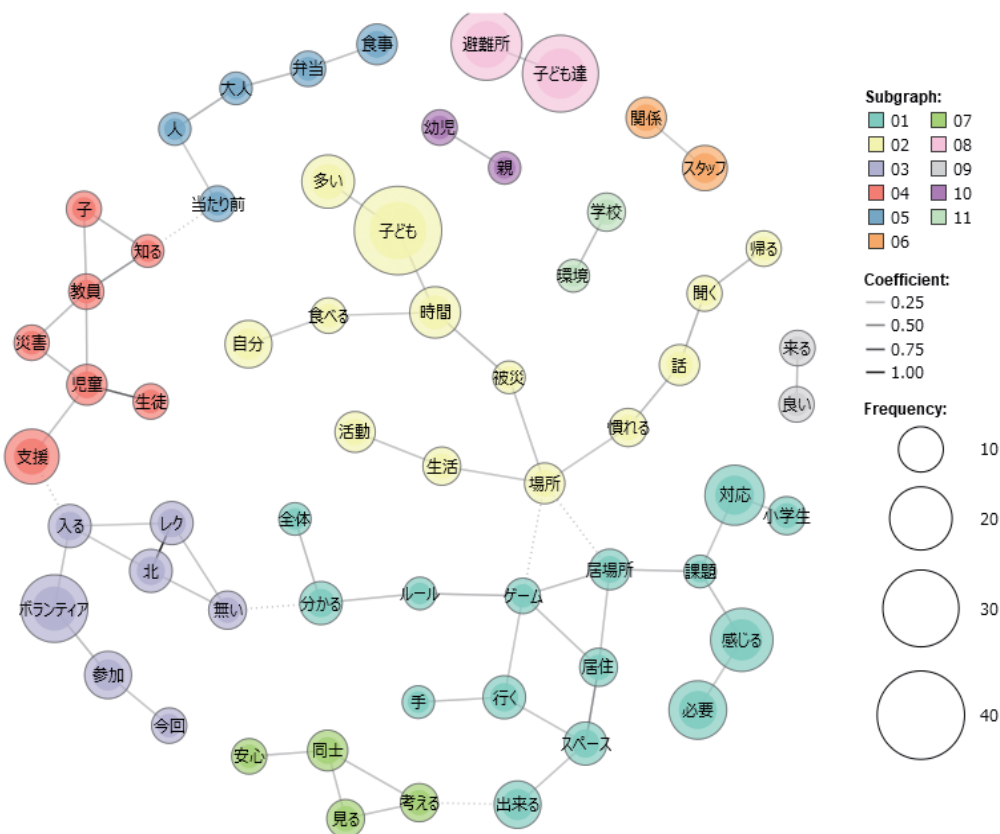 避難所
食事
子ども達
弁当
大人
人
幼児
関係
親
スタッフ
多い
当たり前
子
学校
子ども
知る
帰る
環境
教員
聞く
時間
食べる
自分
災害
来る
話
被災
児童
生徒
良い
慣れる
活動
支援
生活
場所
対応
小学生
全体
レク
入る
北
居場所
課題
ルール
ゲーム
分かる
無い
ボランティア
感じる
居住
参加
行く
手
必要
今回
スペース
同士
安心
考える
出来る
見る
Subgraph:
01 07
02 08
03 09
04 10
05 11
06
Coefficient:
0.25
0.50
0.75
1.00
Frequency:
10
20
30
40